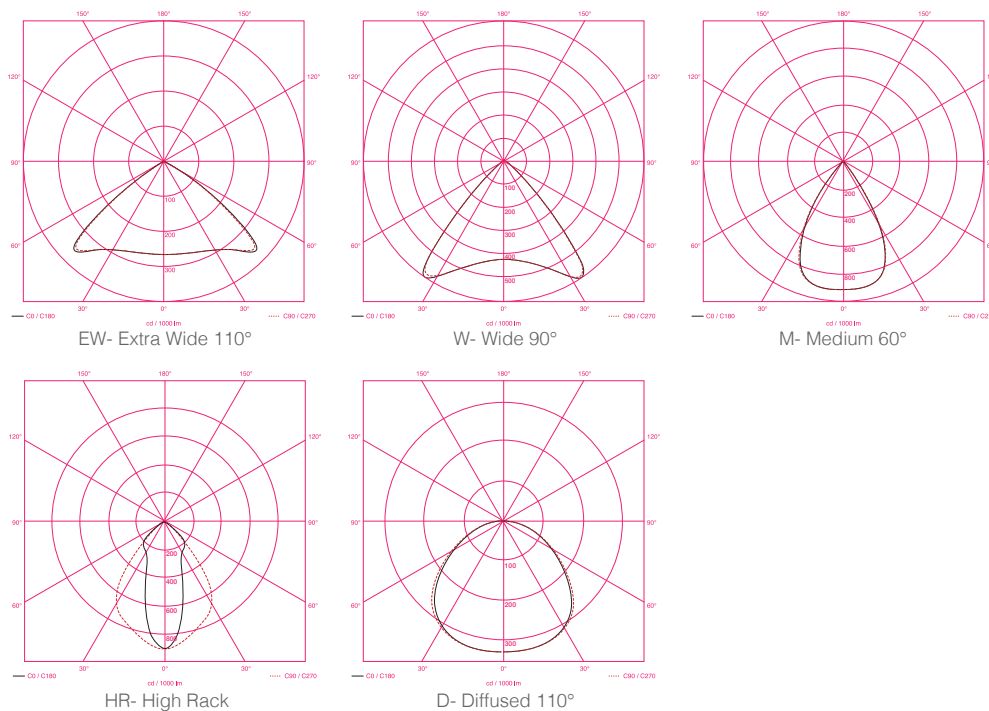 150° 180° 150°
120° 120°
90° 90°
100
200
60° 60°
300
30° 0° 30°
C0 / C180 C90 / C270
cd / 1000 lm
EW- Extra Wide 110°
150° 180° 150°
120° 120°
90° 90°
100
200
300
400
60° 60°
500
30° 0° 30°
C0 / C180 C90 / C270
cd / 1000 lm
W- Wide 90°
150° 180° 150°
120° 12
90° 90°
200
400
600
60° 60°
800
30° 0° 30°
C0 / C180 C90 / C2
cd / 1000 lm
M- Medium 60°
150° 180° 150°
120° 120°
90° 90°
200
400
60° 60°
600
800
30° 0° 30°
C0 / C180 C90 / C270
cd / 1000 lm
HR- High Rack
150° 180° 150°
120° 120°
90° 90°
100
200
60° 60°
300
30° 0° 30°
C0 / C180 C90 / C270
cd / 1000 lm
D- Diffused 110°